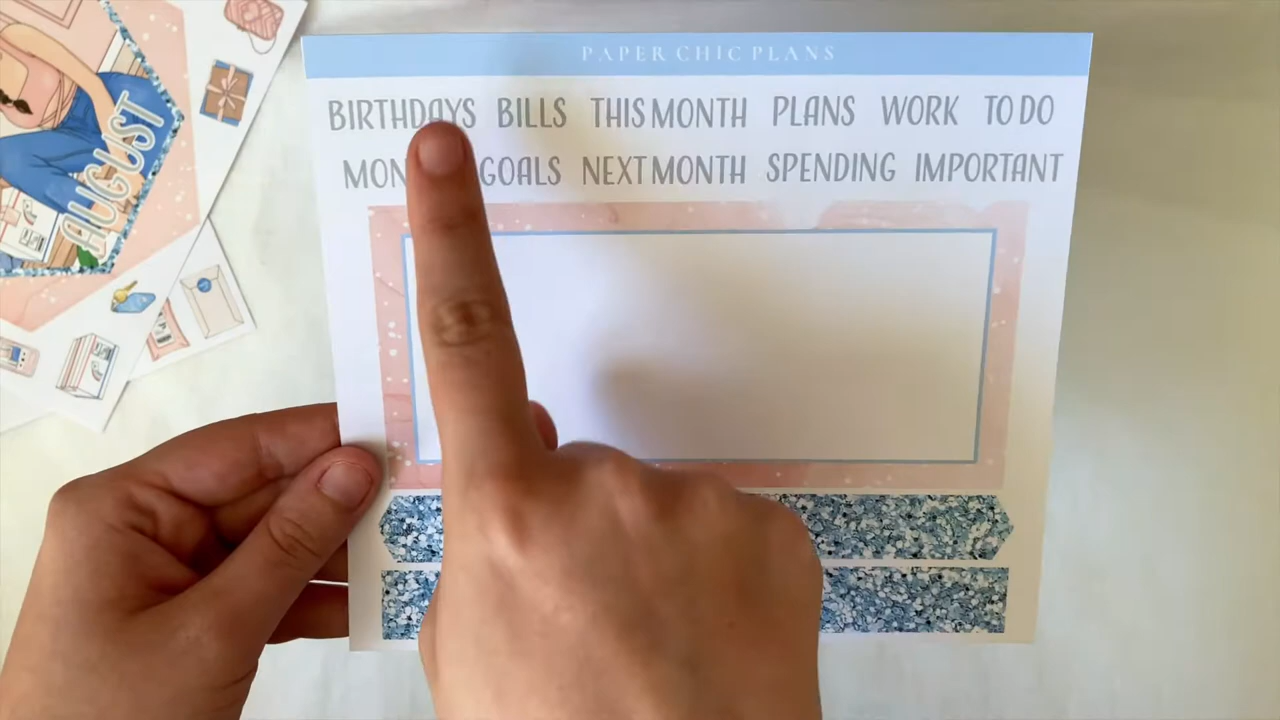 PAPER CHIC PLANS
BIRTHDAYS BILLS THIS MONTH PLANS WORK TO DO
GOALS NEXT MONTH SPENDING IMPORTANT
AUGUST